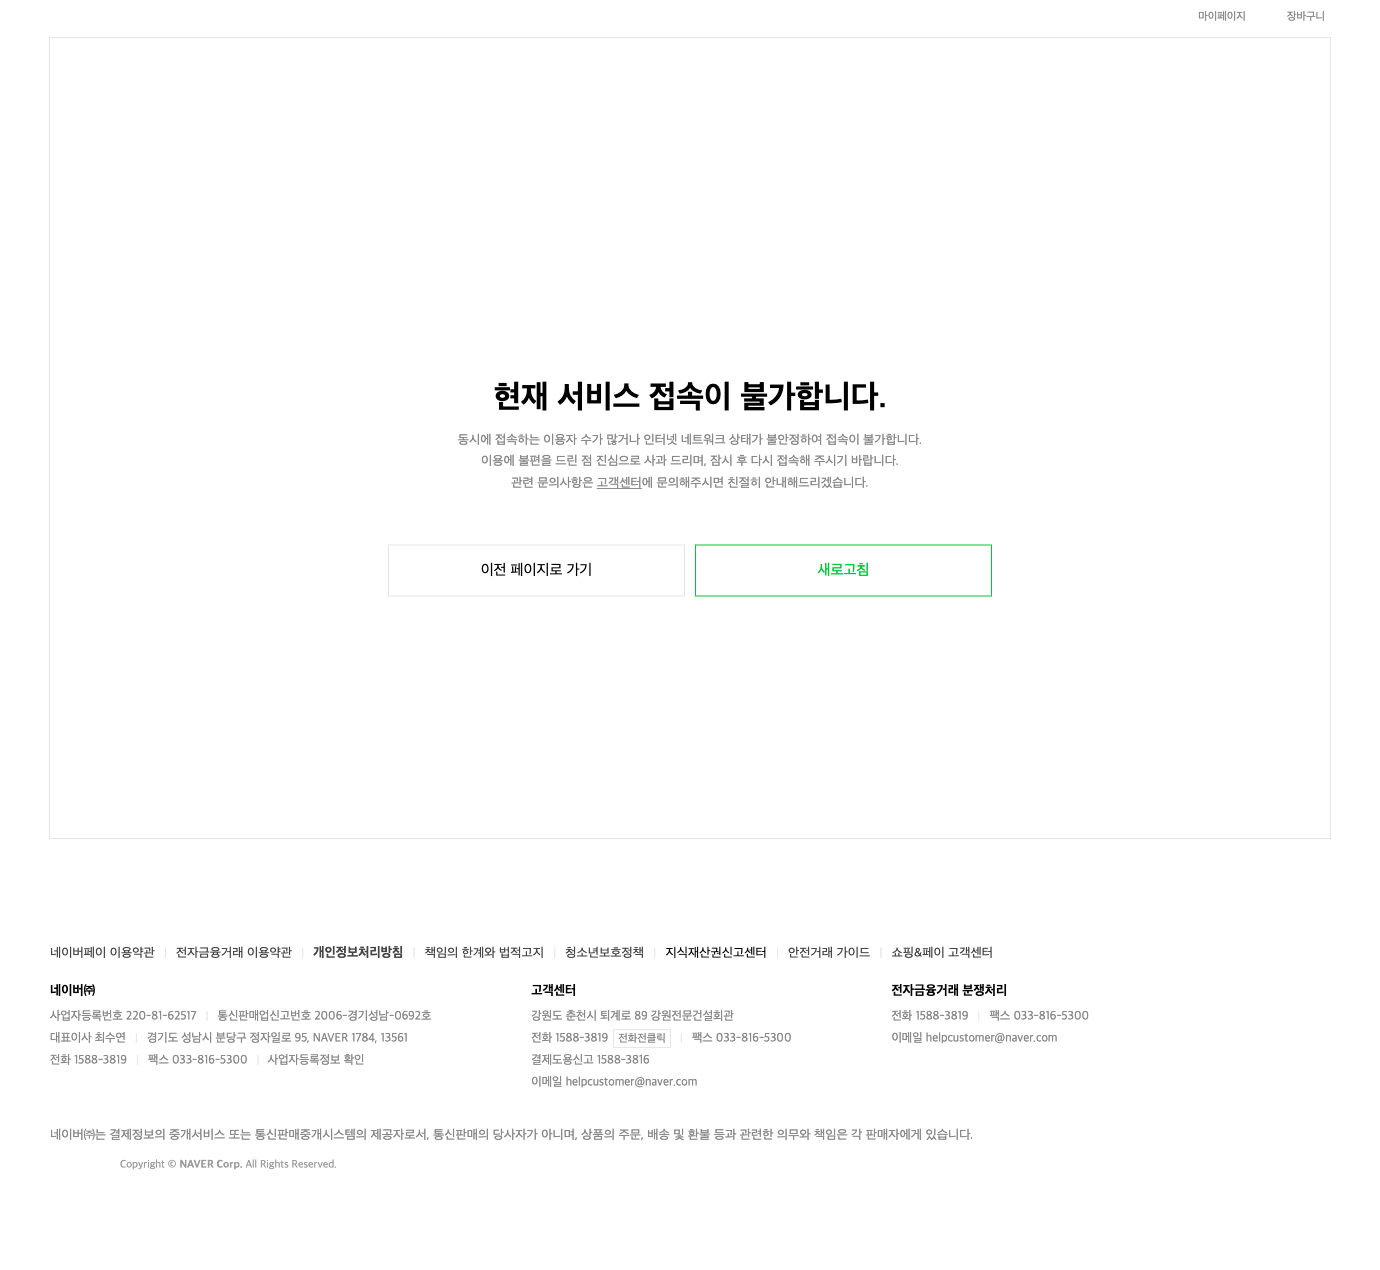 마이페이지 장바구니
현재 서비스 접속이 불가합니다.
동시에 접속하는 이용자 수가 많거나 인터넷 네트워크 상태가 불안정하여 접속이 불가합니다.
이용에 불편을 드린 점 진심으로 사과 드리며, 잠시 후 다시 접속해 주시기 바랍니다.
관련 문의사항은 고객센터에 문의해주시면 친절히 안내해드리겠습니다.
이전 페이지로 가기 새로고침
네이버페이 이용약관 전자금융거래 이용약관 개인정보처리방침 책임의 한계와 법적고지 청소년보호정책 지식재산권신고센터 안전거래 가이드 쇼핑&페이 고객센터
네이버㈜
사업자등록번호 220-81-62517 통신판매업신고번호 2006-경기성남-0692호
대표이사 최수연 경기도 성남시 분당구 정자일로 95, NAVER 1784, 13561
전화 1588-3819 팩스 033-816-5300 사업자등록정보 확인
고객센터
강원도 춘천시 퇴계로 89 강원전문건설회관
전화 1588-3819 전화전클릭 팩스 033-816-5300
결제도용신고 1588-3816
이메일 helpcustomer@naver.com
전자금융거래 분쟁처리
전화 1588-3819 팩스 033-816-5300
이메일 helpcustomer@naver.com
네이버㈜는 결제정보의 중개서비스 또는 통신판매중개시스템의 제공자로서, 통신판매의 당사자가 아니며, 상품의 주문, 배송 및 환불 등과 관련한 의무와 책임은 각 판매자에게 있습니다.
Copyright © NAVER Corp. All Rights Reserved.